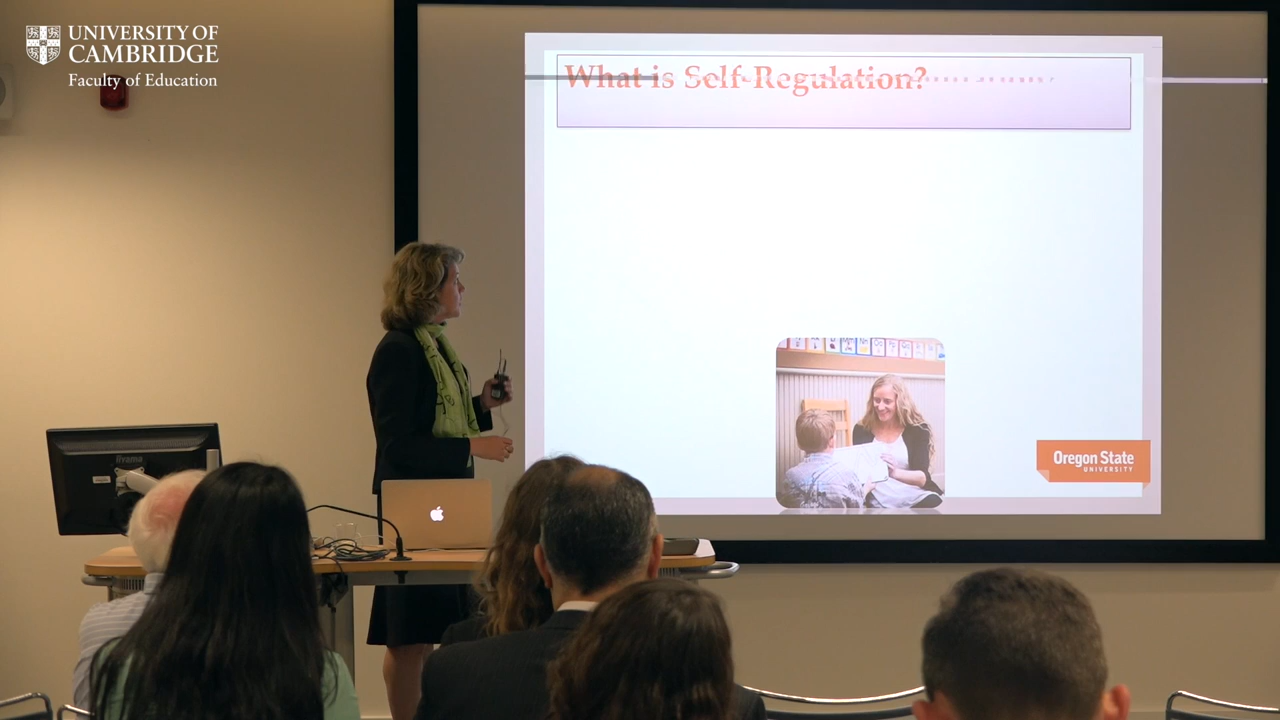 UNIVERSITY OF
CAMBRIDGE
Faculty of Education
What is Self-Regulation?
Oregon State
UNIVERSITY
iiyama